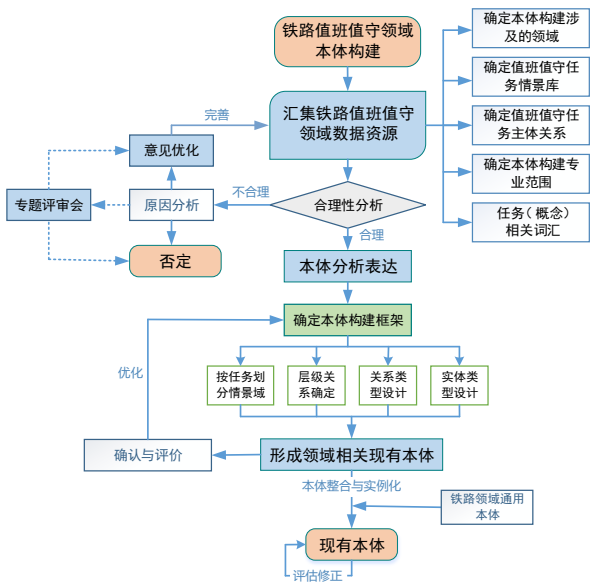 铁路值班值守领域
本体构建
确定本体构建涉
及的领域
确定值班值守任
务情景库
完善
汇集铁路值班值守
领域数据资源
确定值班值守任
务主体关系
意见优化
确定本体构建专
业范围
专题评审会
原因分析
不合理
合理性分析
任务（概念）
相关词汇
合理
否定
本体分析表达
确定本体构建框架
优化
按任务划
分情景域
层级关
系确定
关系类
型设计
实体类
型设计
确认与评价
形成领域相关现有本体
本体整合与实例化
铁路领域通用
本体
现有本体
评估修正